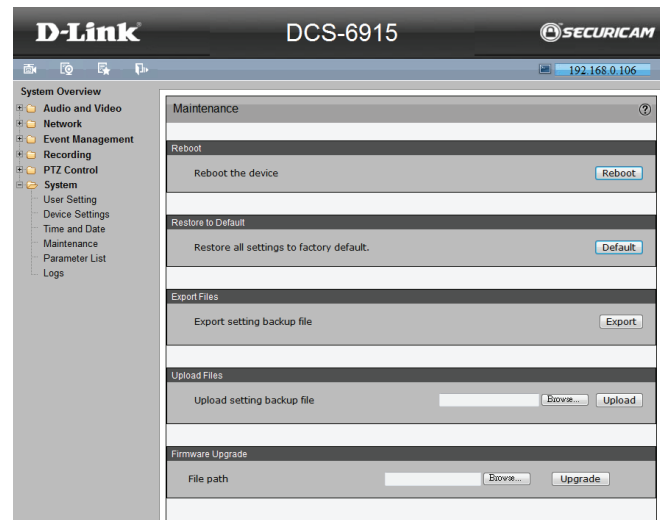 D-Link
DCS-6915
SECURICAM
192.168.0.106
System Overview
Audio and Video
Network
Event Management
Recording
PTZ Control
System
User Setting
Device Settings
Time and Date
Maintenance
Parameter List
Logs
Maintenance
?
Reboot
Reboot the device
Reboot
Restore to Default
Restore all settings to factory default.
Default
Export Files
Export setting backup file
Export
Upload Files
Upload setting backup file
Browse...
Upload
Firmware Upgrade
File path
Browse...
Upgrade